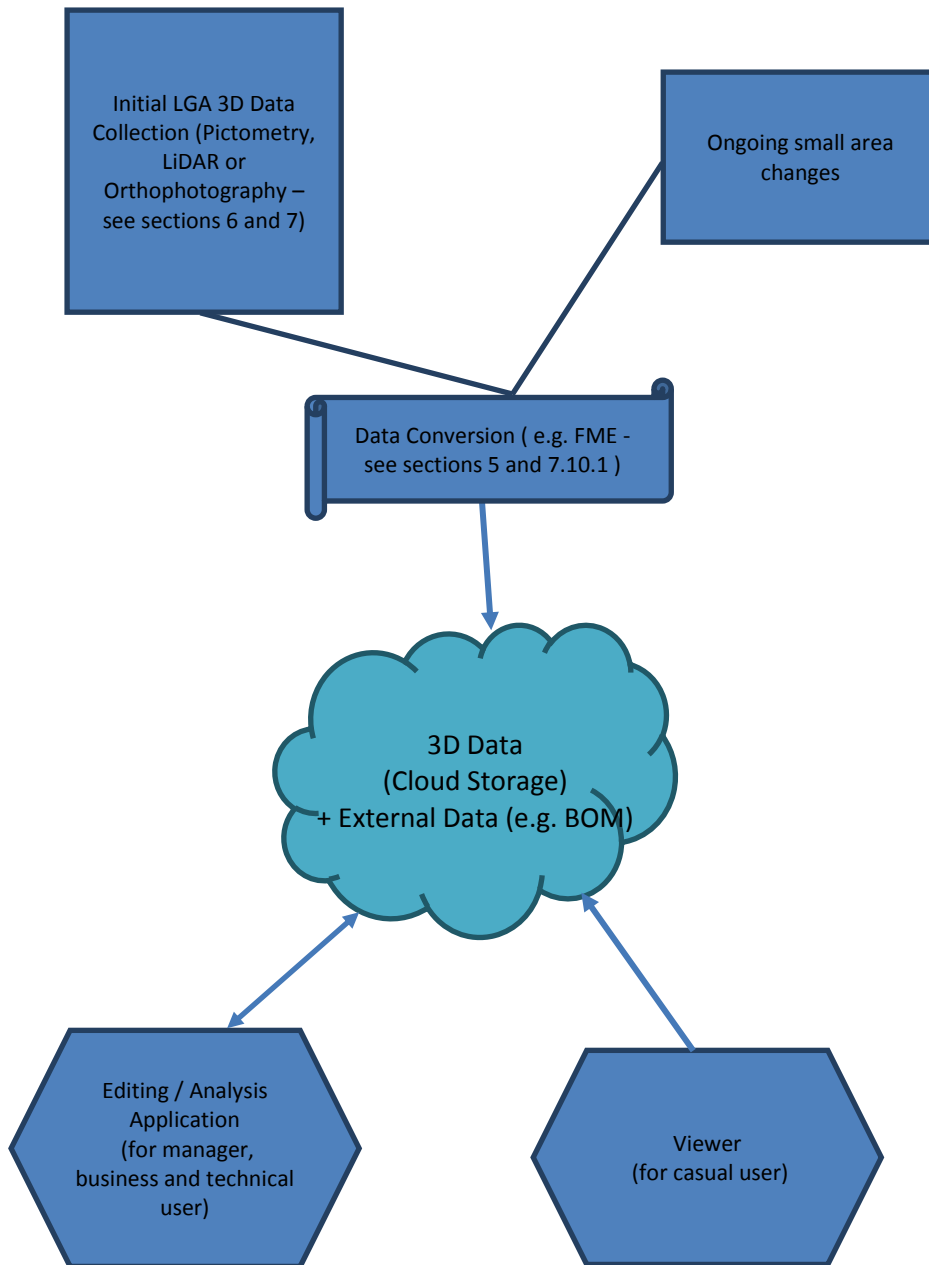 Initial LGA 3D Data
Collection (Pictometry,
LiDAR or
Orthophotography –
see sections 6 and 7)
Ongoing small area
changes
Data Conversion ( e.g. FME -
see sections 5 and 7.10.1 )
3D Data
(Cloud Storage)
+ External Data (e.g. BOM)
Editing / Analysis
Application
(for manager,
business and technical
user)
Viewer
(for casual user)